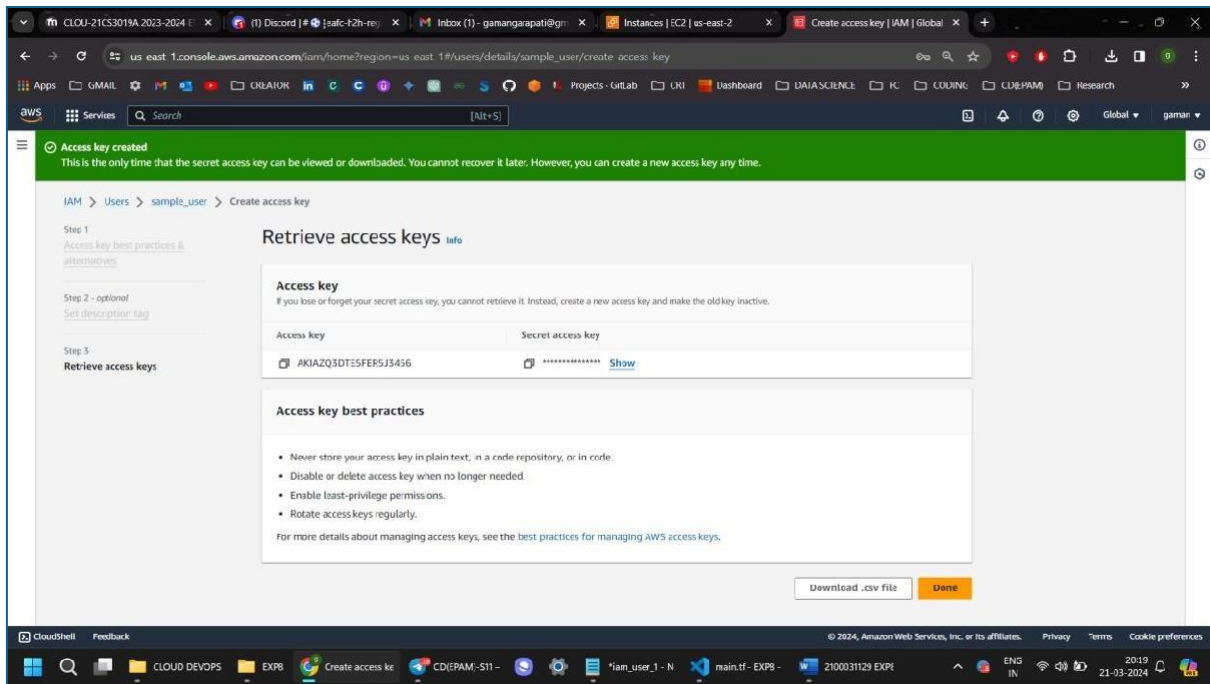 CLOU-21CS3019A 2023-2024 E
(1) Discord | #
Inbox (1) - gamangarapati@gm
Instances | EC2 | us-east-2
Create access key | IAM | Global
us east 1.console.aws.amazon.com/iam/home?region=us east 1#/users/details/sample_user/create access key
Apps
GMAIL
CREATOR
Projects · GitLab
CRT
Dashboard
DATA SCIENCE
CODING
CD(EPAM)
Research
aws
Services
Search
[Alt+S]
Global
gaman
Access key created
This is the only time that the secret access key can be viewed or downloaded. You cannot recover it later. However, you can create a new access key any time.
IAM > Users > sample_user > Create access key
Step 1
Access key best practices &
alternatives
Step 2 - optional
Set description tag
Step 3
Retrieve access keys
Retrieve access keys Info
Access key
If you lose or forget your secret access key, you cannot retrieve it. Instead, create a new access key and make the old key inactive.
Access key
Secret access key
*************** Show
Access key best practices
• Never store your access key in plain text, in a code repository, or in code.
• Disable or delete access key when no longer needed.
• Enable least-privilege permissions.
• Rotate access keys regularly.
For more details about managing access keys, see the best practices for managing AWS access keys.
Download .csv file
Done
CloudShell
Feedback
© 2024, Amazon Web Services, Inc. or its affiliates.
Privacy
Terms
Cookie preferences
CLOUD DEVOPS
EXP8
Create access ke
CD(EPAM)-S11 -
*iam_user_1 - N
main.tf - EXP8 -
2100031129 EXPE
ENG
IN
20:19
21-03-2024